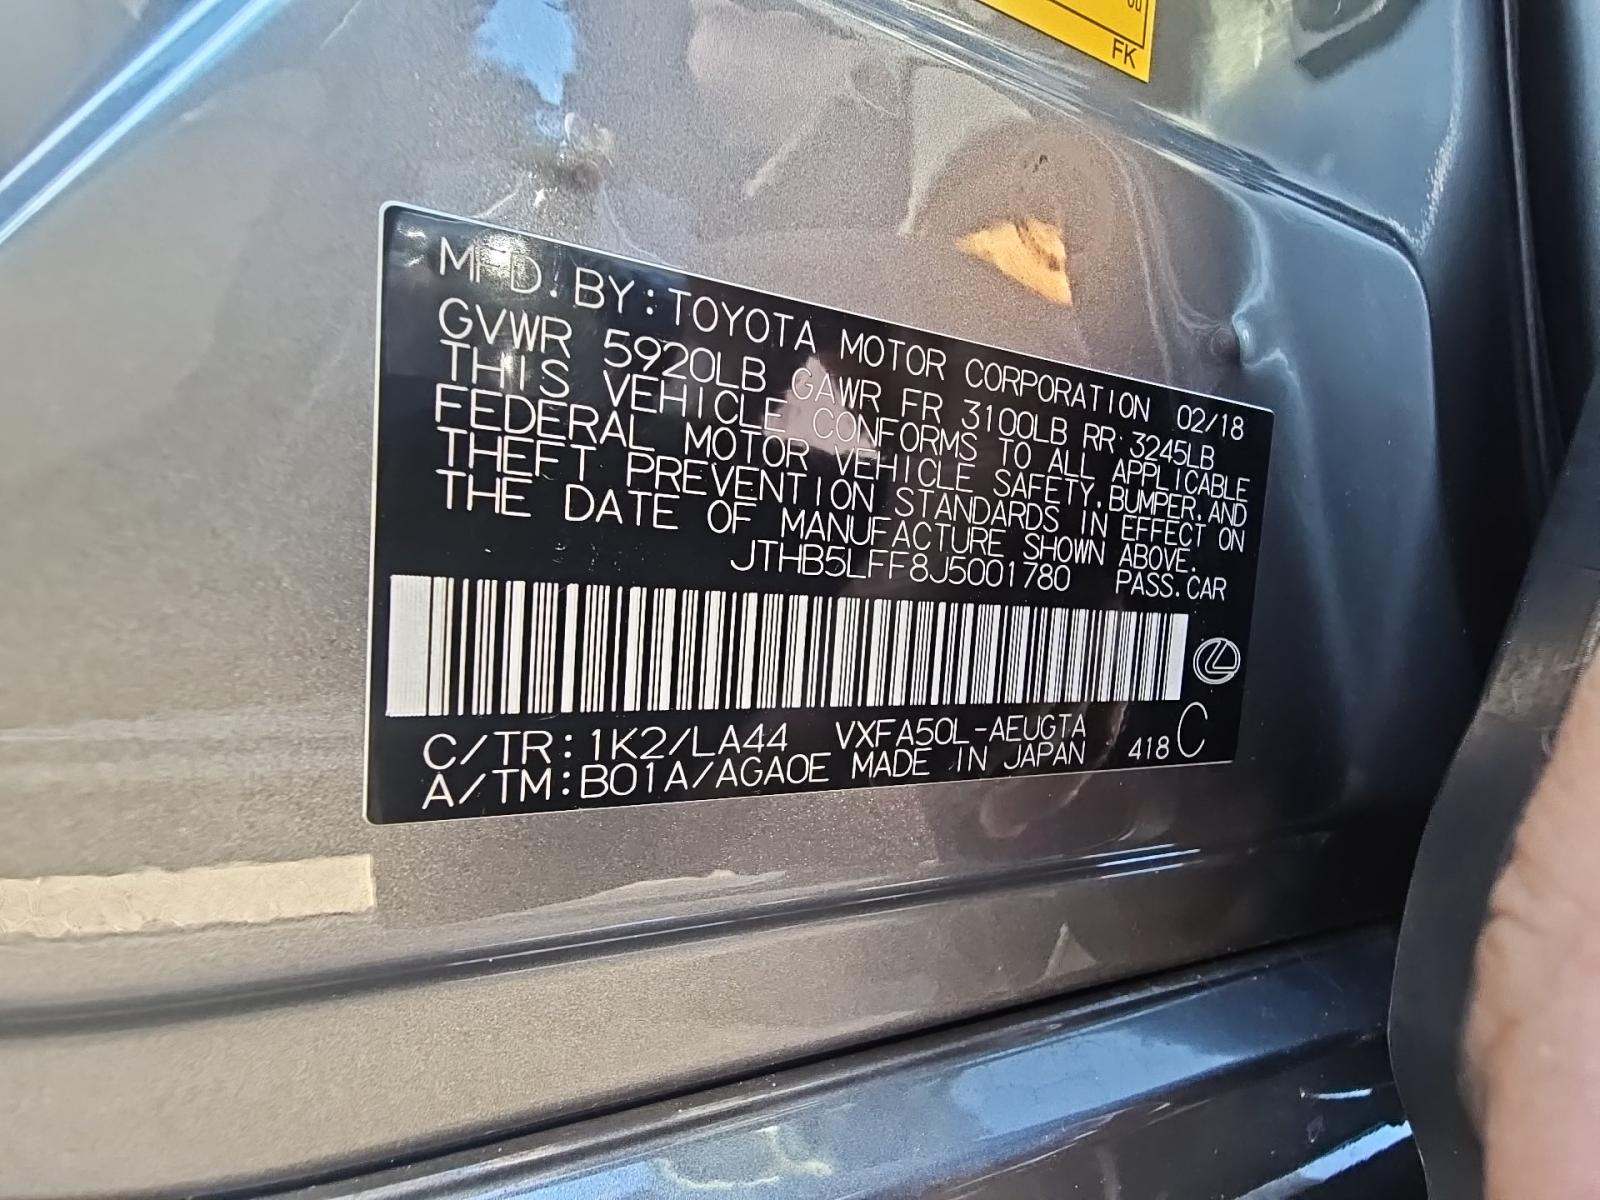 FK
MFD. BY: TOYOTA MOTOR CORPORATION 02/18
GVWR 5920LB GAWR FR 3100LB RR 3245LB
THIS VEHICLE CONFORMS TO ALL APPLICABLE
FEDERAL MOTOR VEHICLE SAFETY, BUMPER, AND
THEFT PREVENTION STANDARDS IN EFFECT ON
THE DATE OF MANUFACTURE SHOWN ABOVE.
JTHB5LFF8J5001780 PASS. CAR
C/TR: 1K2/LA44 VXFA50L-AEUGTA
A/TM: B01A/AGA0E MADE IN JAPAN 418 C